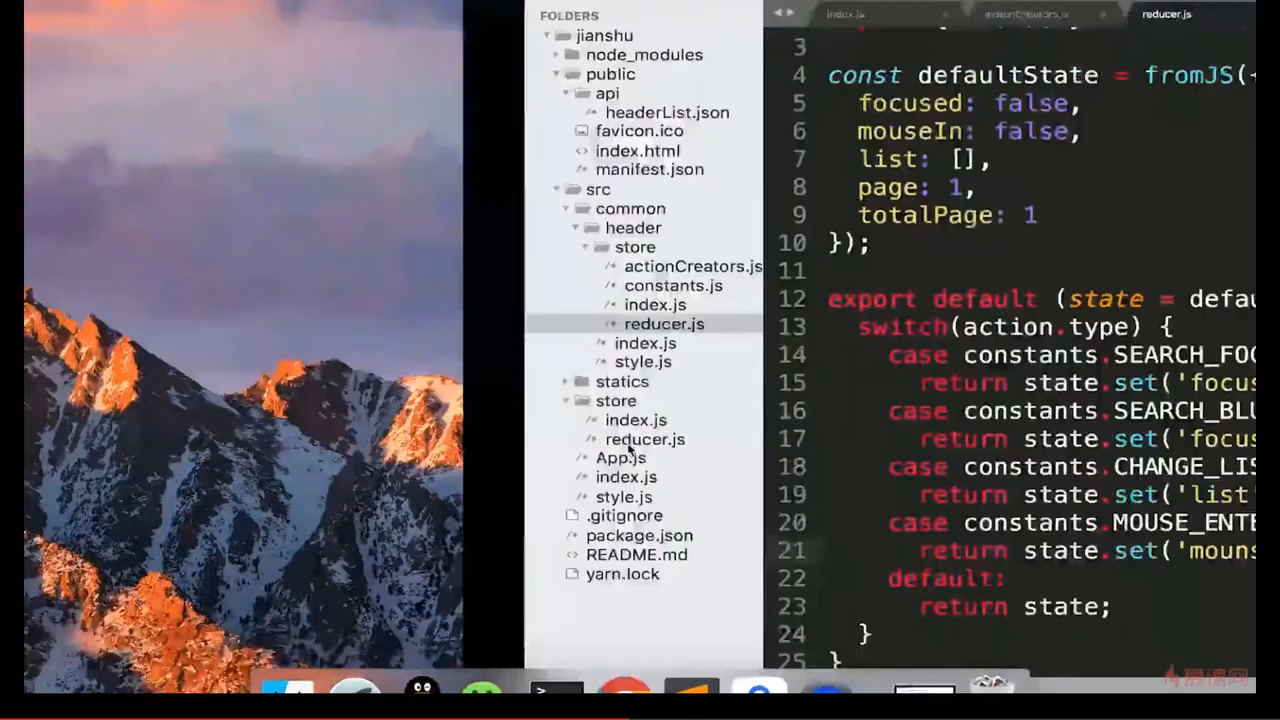 FOLDERS
jianshu
node_modules
public
api
headerList.json
favicon.ico
index.html
manifest.json
src
common
header
store
actionCreators.js
constants.js
index.js
reducer.js
index.js
style.js
statics
store
index.js
reducer.js
App.js
index.js
style.js
.gitignore
package.json
README.md
yarn.lock
index.js
reducer.js
3
4 const defaultState = fromJS({
5 focused: false,
6 mouseIn: false,
7 list: [],
8 page: 1,
9 totalPage: 1
10 });
11
12 export default (state = defau
13 switch(action.type) {
14 case constants.SEARCH_FOC
15 return state.set('focus
16 case constants.SEARCH_BLU
17 return state.set('focus
18 case constants.CHANGE_LIS
19 return state.set('list'
20 case constants.MOUSE_ENTE
21 return state.set('mouns
22 default:
23 return state;
24 }
25 }
慕课网